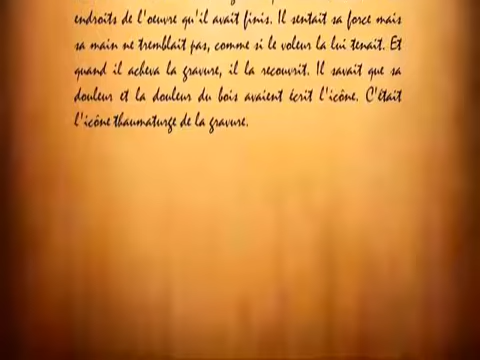 endroits de l'oeuvre qu'il avait finis. Il sentait sa force mais
sa main ne tremblait pas, comme si le voleur la lui tenait. Et
quand il acheva la gravure, il la recouvrit. Il savait que sa
douleur et la douleur du bois avaient écrit l'icône. C'était
l'icône thaumaturge de la gravure.